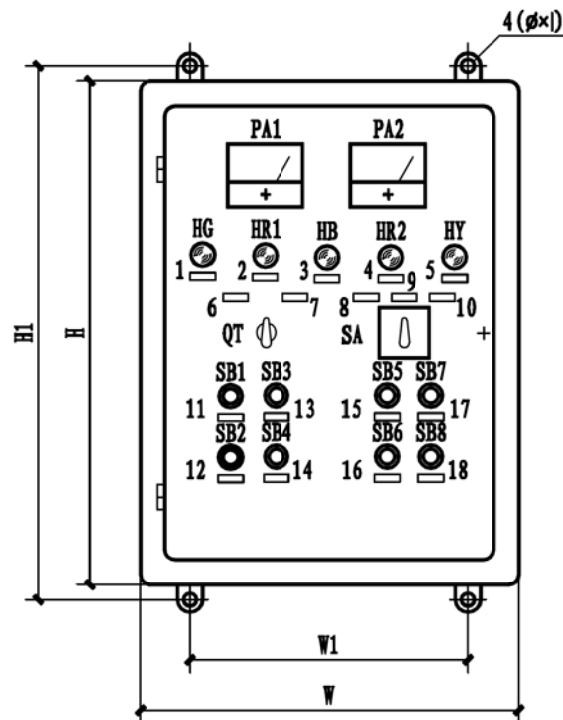 4(ø×l)
PA1 PA2
HG HR1 HB HR2 HY
1 2 3 4 9 5
6 7 8 10
QT SA
SB1 SB3 SB5 SB7
11 13 15 17
SB2 SB4 SB6 SB8
12 14 16 18
H1
H
W1
W